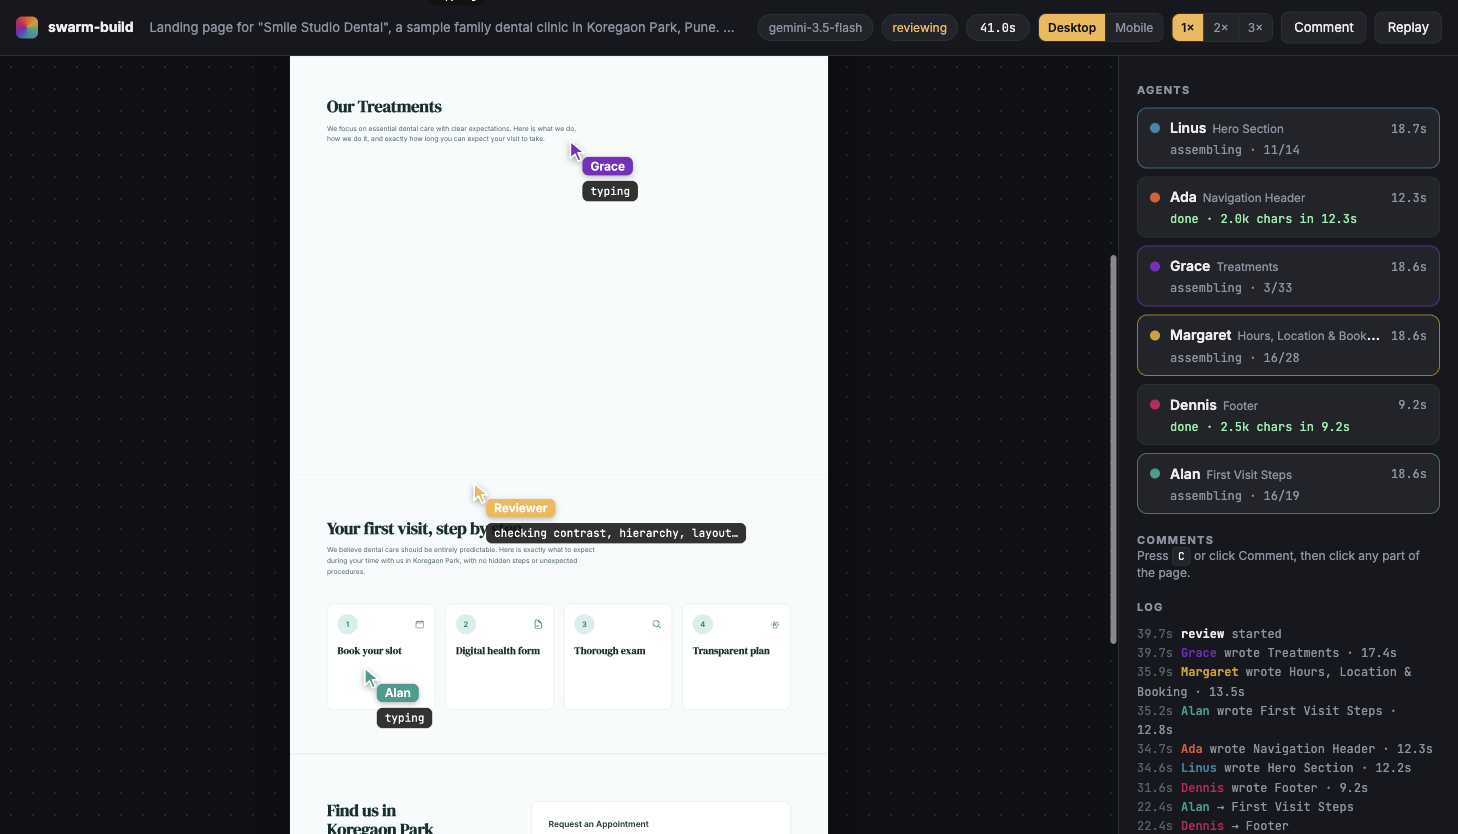 swarm-build
Landing page for "Smile Studio Dental", a sample family dental clinic in Koregaon Park, Pune. ...
gemini-3.5-flash
reviewing
41.0s
Desktop
Mobile
1×
2×
3×
Comment
Replay
Our Treatments
We focus on essential dental care with clear expectations. Here is what we do,
how we do it, and exactly how long you can expect your visit to take.
Grace
typing
Reviewer
checking contrast, hierarchy, layout…
Your first visit, step by
We believe dental care should be entirely predictable. Here is exactly what to expect
during your time with us in Koregaon Park, with no hidden steps or unexpected
procedures.
1
Book your slot
2
Digital health form
3
Thorough exam
4
Transparent plan
Alan
typing
Find us in
Koregaon Park
Request an Appointment
AGENTS
Linus Hero Section 18.7s
assembling · 11/14
Ada Navigation Header 12.3s
done · 2.0k chars in 12.3s
Grace Treatments 18.6s
assembling · 3/33
Margaret Hours, Location & Book... 18.6s
assembling · 16/28
Dennis Footer 9.2s
done · 2.5k chars in 9.2s
Alan First Visit Steps 18.6s
assembling · 16/19
COMMENTS
Press C or click Comment, then click any part of
the page.
LOG
39.7s review started
39.7s Grace wrote Treatments · 17.4s
35.9s Margaret wrote Hours, Location &
Booking · 13.5s
35.2s Alan wrote First Visit Steps ·
12.8s
34.7s Ada wrote Navigation Header · 12.3s
34.6s Linus wrote Hero Section · 12.2s
31.6s Dennis wrote Footer · 9.2s
22.4s Alan → First Visit Steps
22.4s Dennis → Footer